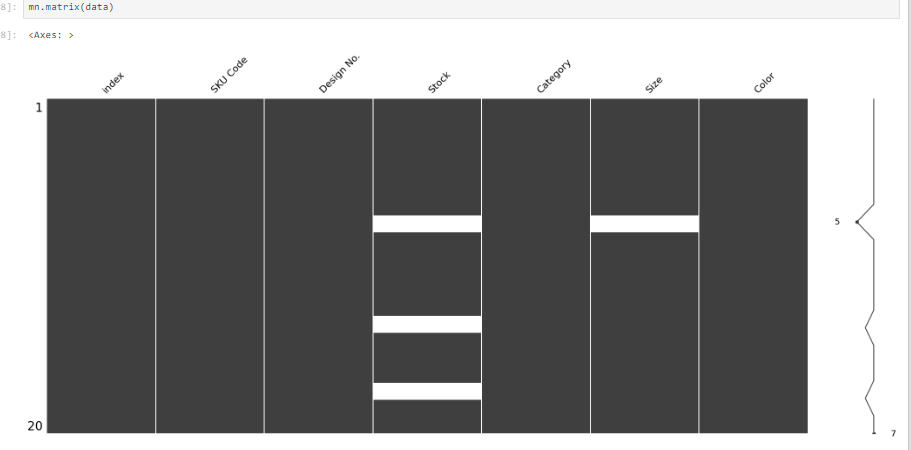 8]: mn.matrix(data)
8]: <Axes: >
index SKU Code Design No. Stock Category Size Color
1
5
20
7